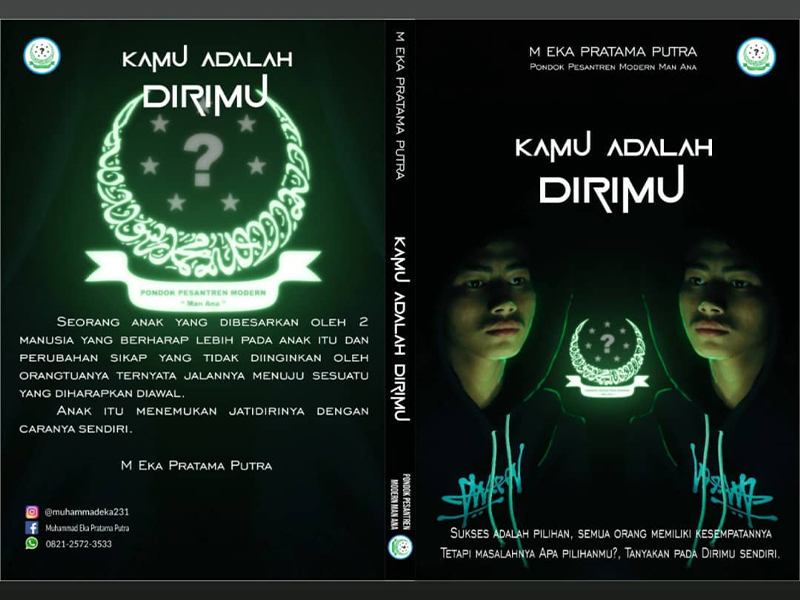 KAMU ADALAH
DIRIMU
?
PONDOK PESANTREN MODERN
" Man Ana "
SEORANG ANAK YANG DIBESARKAN OLEH 2
MANUSIA YANG BERHARAP LEBIH PADA ANAK ITU DAN
PERUBAHAN SIKAP YANG TIDAK DIINGINKAN OLEH
ORANGTUANYA TERNYATA JALANNYA MENUJU SESUATU
YANG DIHARAPKAN DIAWAL.
ANAK ITU MENEMUKAN JATIDIRINYA DENGAN
CARANYA SENDIRI.
M EKA PRATAMA PUTRA
@muhammadeka231
Muhammad Eka Pratama Putra
0821-2572-3533
M EKA PRATAMA PUTRA
KAMU ADALAH DIRIMU
PONDOK PESANTREN
MODERN MAN ANA
M EKA PRATAMA PUTRA
PONDOK PESANTREN MODERN MAN ANA
KAMU ADALAH
DIRIMU
?
SUKSES ADALAH PILIHAN, SEMUA ORANG MEMILIKI KESEMPATANNYA
TETAPI MASALAHNYA APA PILIHANMU?, TANYAKAN PADA DIRIMU SENDIRI.